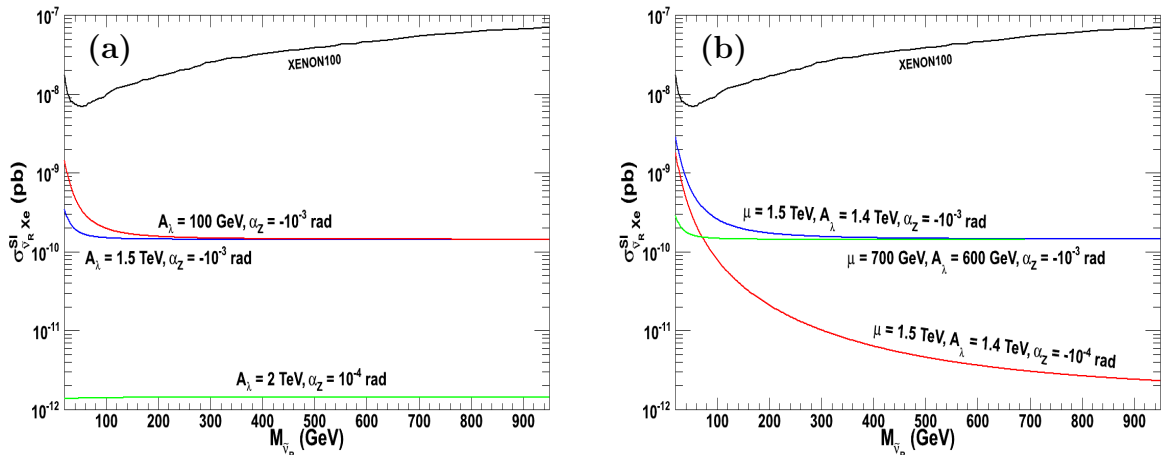 (a)
10⁻⁷
10⁻⁸
10⁻⁹
10⁻¹⁰
10⁻¹¹
10⁻¹²
σ^SI_ν̃_R Xe (pb)
XENON100
A_λ = 100 GeV, α_Z = -10⁻³ rad
A_λ = 1.5 TeV, α_Z = -10⁻³ rad
A_λ = 2 TeV, α_Z = 10⁻⁴ rad
100 200 300 400 500 600 700 800 900
M_ν̃_R (GeV)
(b)
10⁻⁷
10⁻⁸
10⁻⁹
10⁻¹⁰
10⁻¹¹
10⁻¹²
σ^SI_ν̃_R Xe (pb)
XENON100
μ = 1.5 TeV, A_λ = 1.4 TeV, α_Z = -10⁻³ rad
μ = 700 GeV, A_λ = 600 GeV, α_Z = -10⁻³ rad
μ = 1.5 TeV, A_λ = 1.4 TeV, α_Z = -10⁻⁴ rad
100 200 300 400 500 600 700 800 900
M_ν̃_R (GeV)